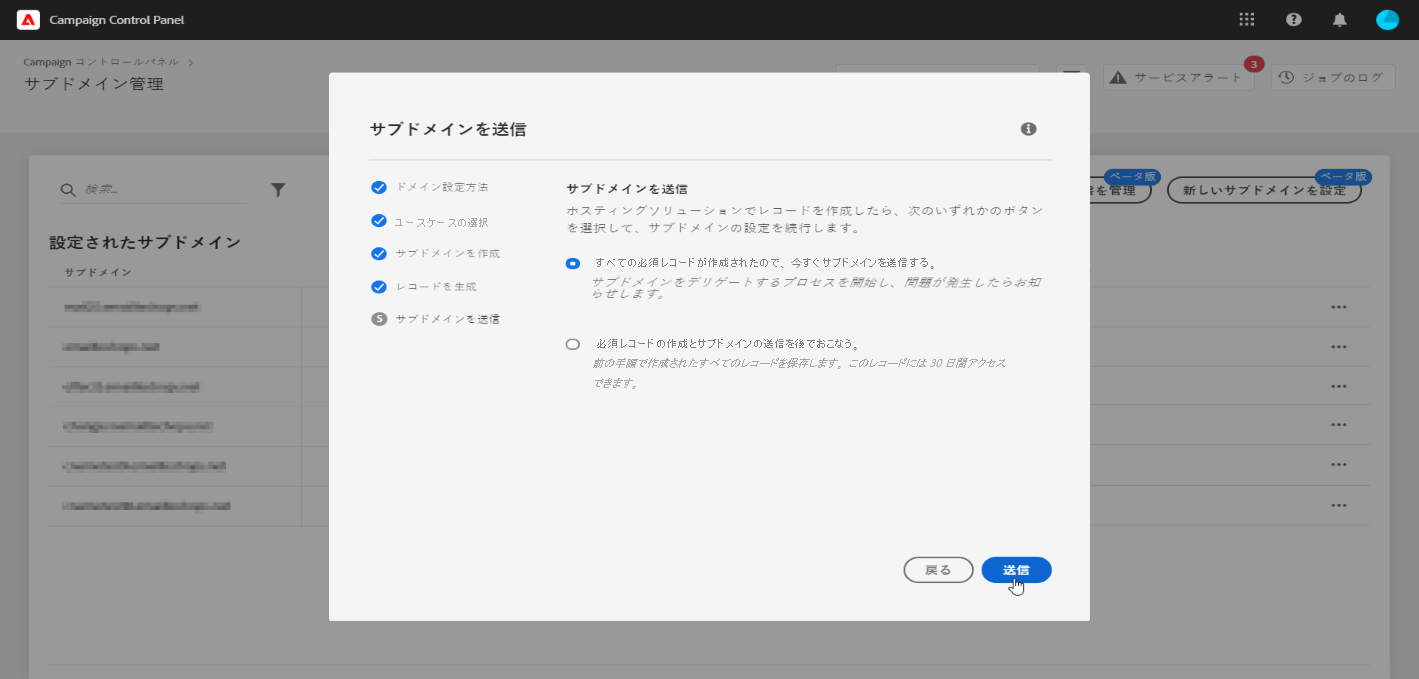 Campaign Control Panel
Campaign コントロールパネル
サブドメイン管理
サービスアラート
3
ジョブのログ
検索...
ベータ版
を管理
ベータ版
新しいサブドメインを設定
設定されたサブドメイン
サブドメイン
サブドメインを送信
ドメイン設定方法
ユースケースの選択
サブドメインを作成
レコードを生成
5 サブドメインを送信
サブドメインを送信
ホスティングソリューションでレコードを作成したら、次のいずれかのボタン
を選択して、サブドメインの設定を続行します。
すべての必須レコードが作成されたので、今すぐサブドメインを送信する。
サブドメインをデリゲートするプロセスを開始し、問題が発生したらお知
らせします。
必須レコードの作成とサブドメインの送信を後でおこなう。
前の手順で作成されたすべてのレコードを保存します。このレコードには 30 日間アクセス
できます。
戻る
送信